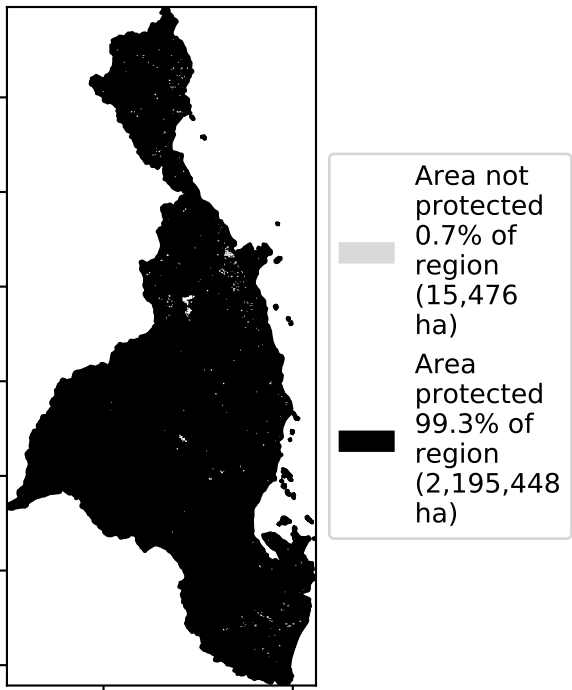 Area not
protected
0.7% of
region
(15,476
ha)
Area
protected
99.3% of
region
(2,195,448
ha)